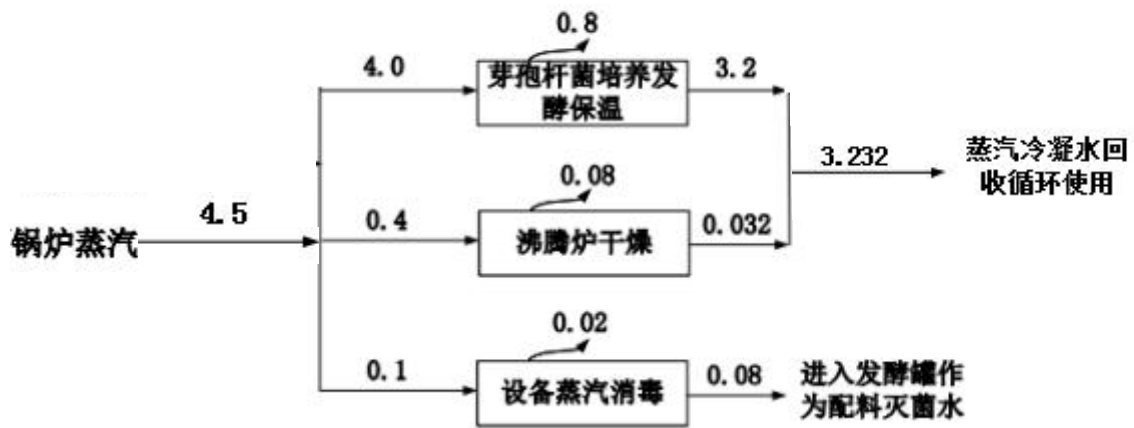 0.8
4.0
芽孢杆菌培养发
酵保温
3.2
3.232
蒸汽冷凝水回
收循环使用
0.08
锅炉蒸汽
4.5
0.4
沸腾炉干燥
0.032
0.02
0.1
设备蒸汽消毒
0.08
进入发酵罐作
为配料灭菌水